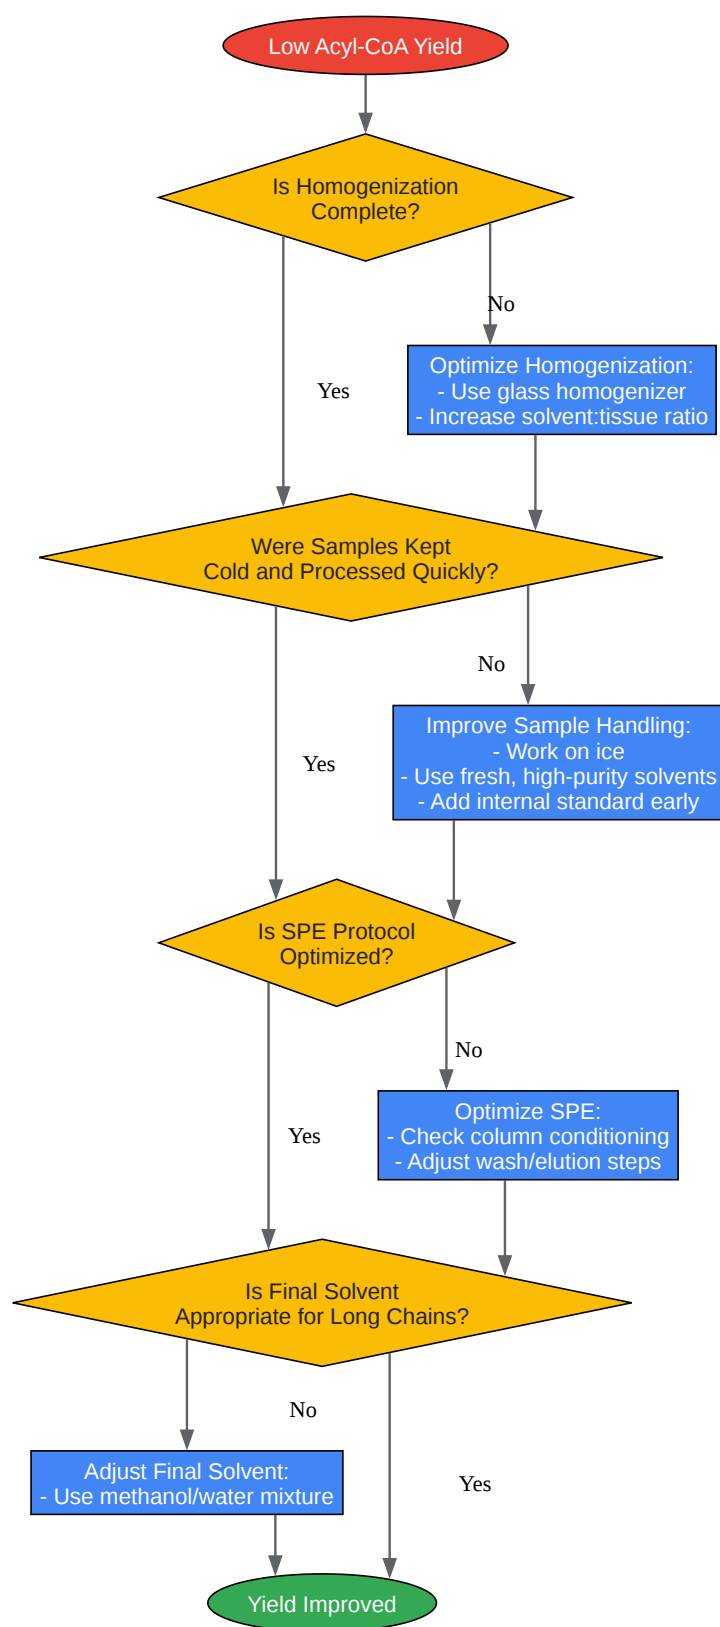 Low Acyl-CoA Yield
Is Homogenization
Complete?
No
Optimize Homogenization:
- Use glass homogenizer
- Increase solvent:tissue ratio
Yes
Were Samples Kept
Cold and Processed Quickly?
No
Improve Sample Handling:
- Work on ice
- Use fresh, high-purity solvents
- Add internal standard early
Yes
Is SPE Protocol
Optimized?
No
Optimize SPE:
- Check column conditioning
- Adjust wash/elution steps
Yes
Is Final Solvent
Appropriate for Long Chains?
No
Adjust Final Solvent:
- Use methanol/water mixture
Yes
Yield Improved